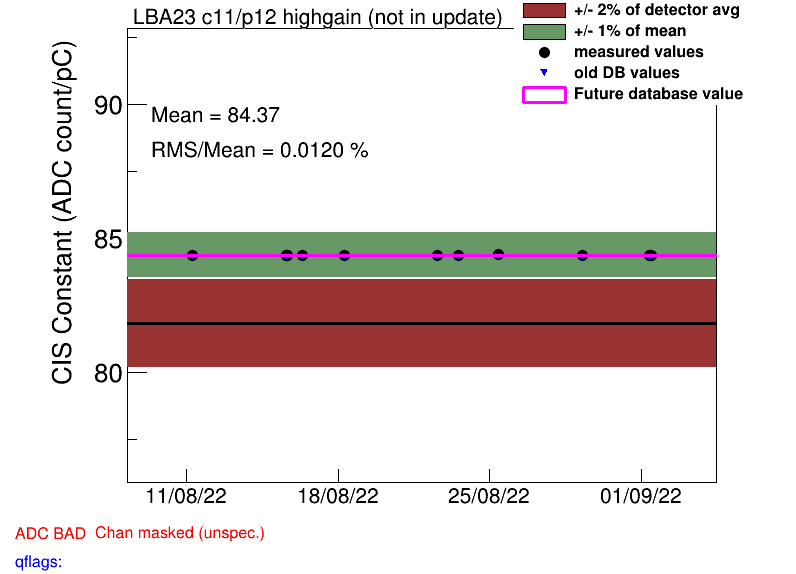 LBA23 c11/p12 highgain (not in update)
+/- 2% of detector avg
+/- 1% of mean
measured values
old DB values
Future database value
Mean = 84.37
RMS/Mean = 0.0120 %
CIS Constant (ADC count/pC)
90
85
80
11/08/22
18/08/22
25/08/22
01/09/22
ADC BAD Chan masked (unspec.)
qflags: